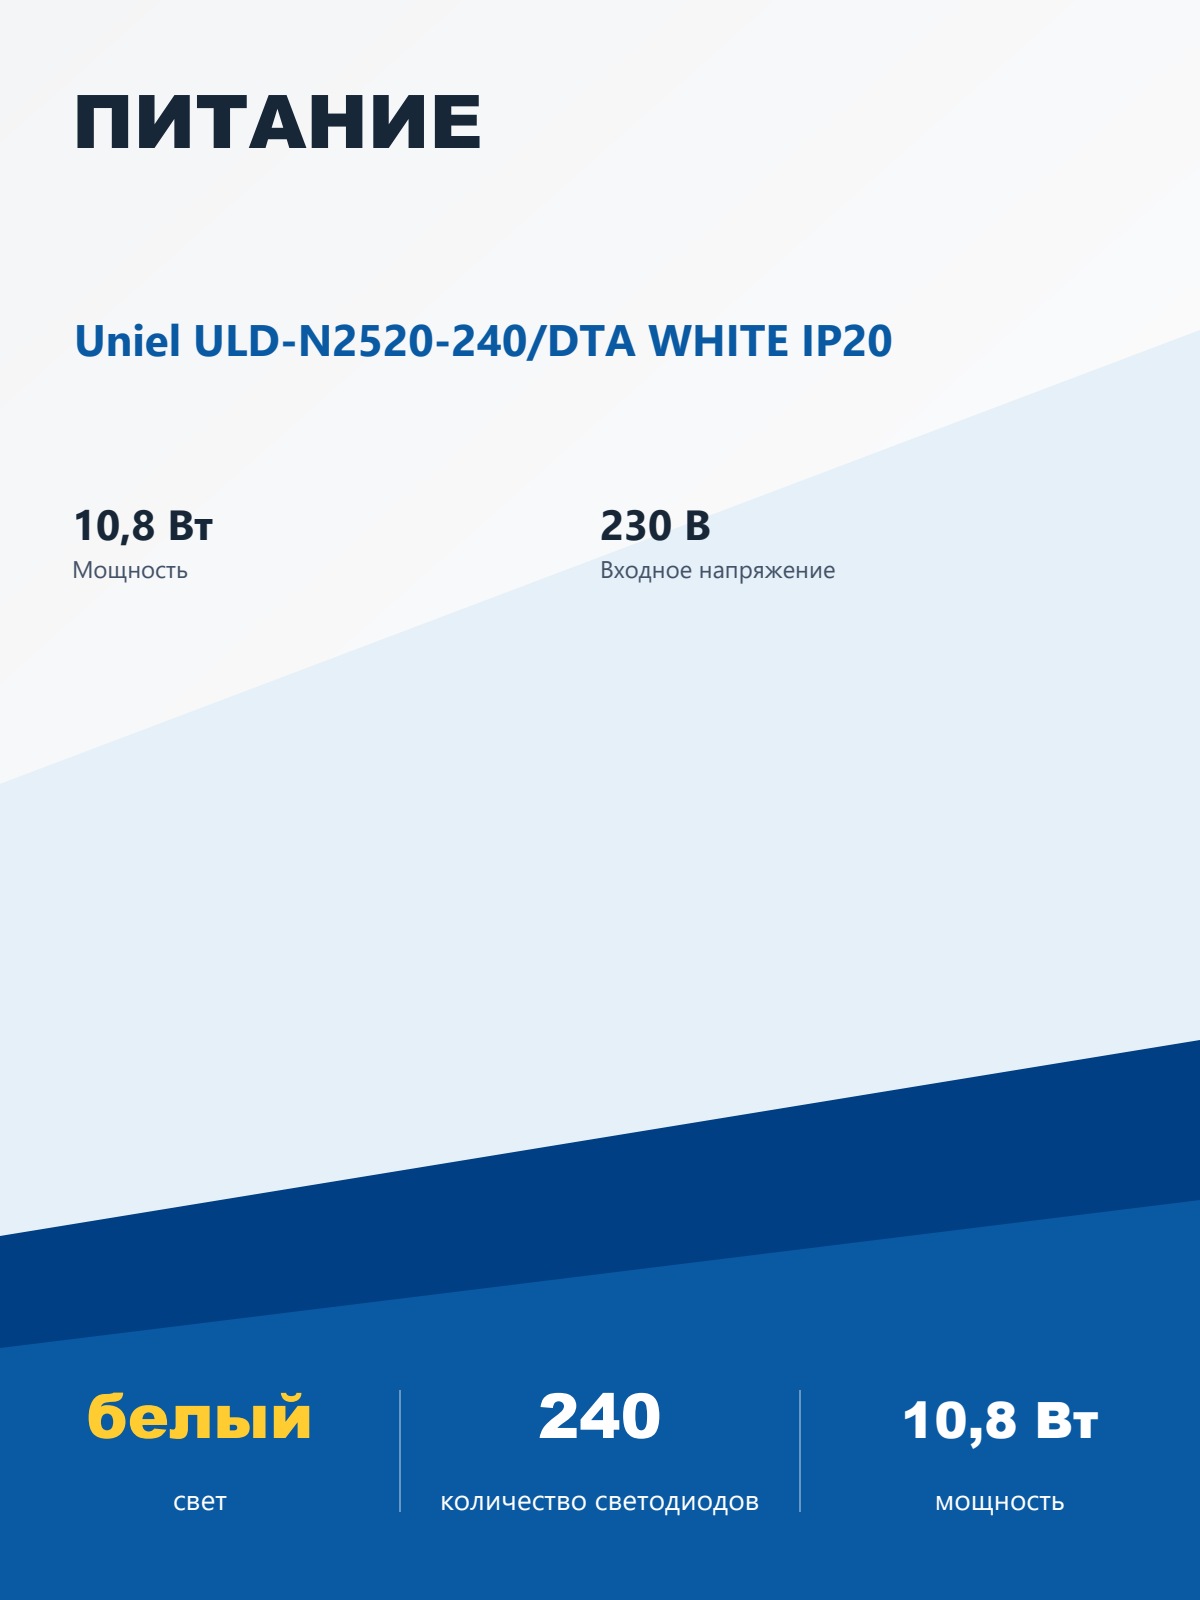 ПИТАНИЕ
Uniel ULD-N2520-240/DTA WHITE IP20
10,8 Вт
Мощность
230 В
Входное напряжение
белый
свет
240
количество светодиодов
10,8 Вт
мощность